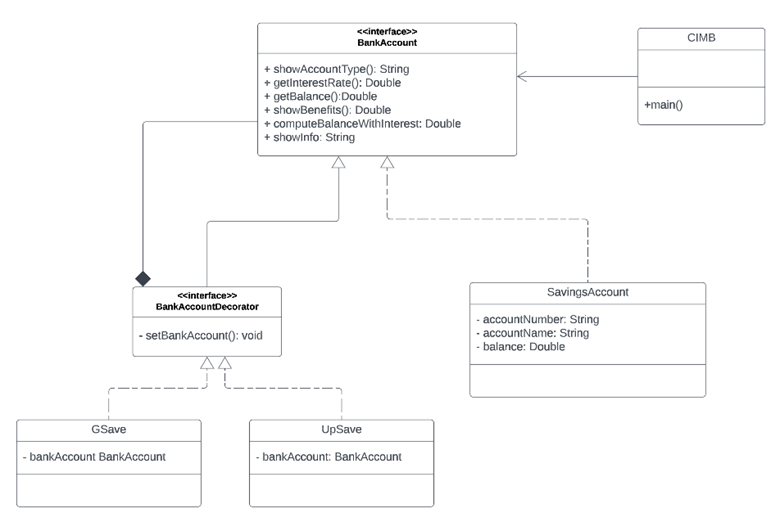 <<interface>>
BankAccount
+ showAccountType(): String
+ getInterestRate(): Double
+ getBalance():Double
+ showBenefits(): Double
+ computeBalanceWithInterest: Double
+ showInfo: String
CIMB
+main()
<<interface>>
BankAccountDecorator
- setBankAccount(): void
SavingsAccount
- accountNumber: String
- accountName: String
- balance: Double
GSave
- bankAccount BankAccount
UpSave
- bankAccount: BankAccount